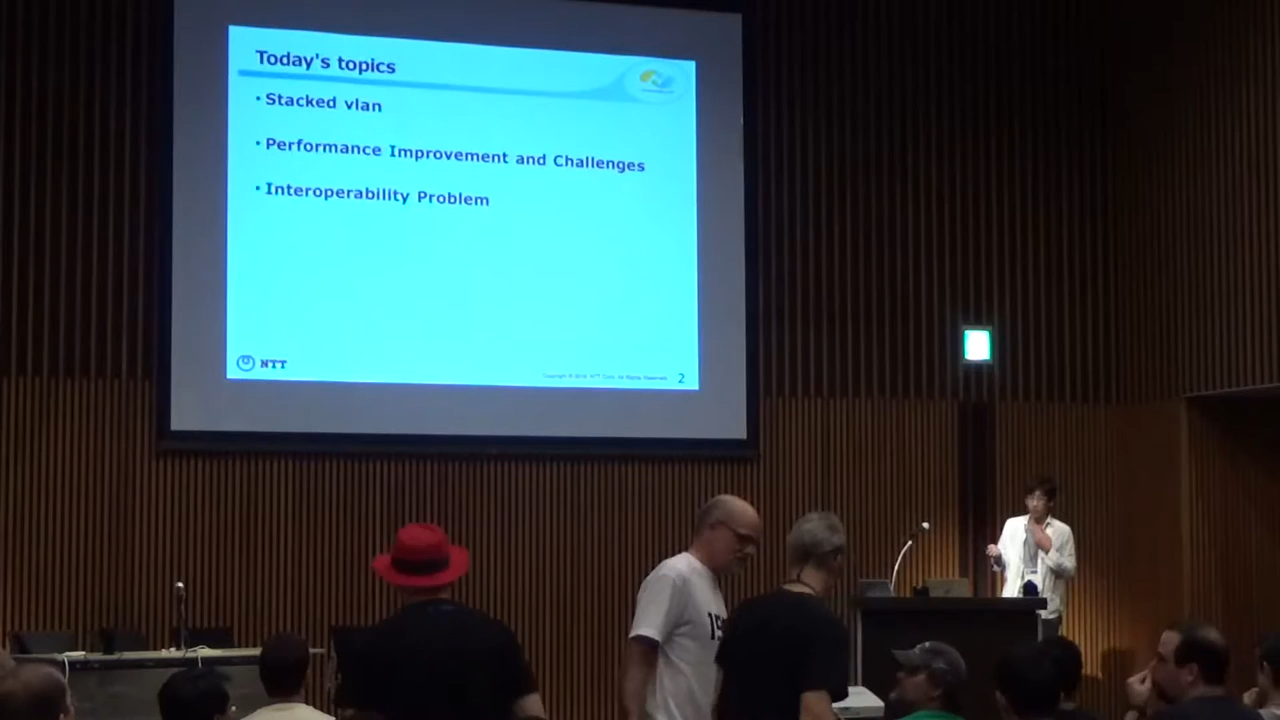 Today's topics
• Stacked vlan
• Performance Improvement and Challenges
• Interoperability Problem
NTT
2